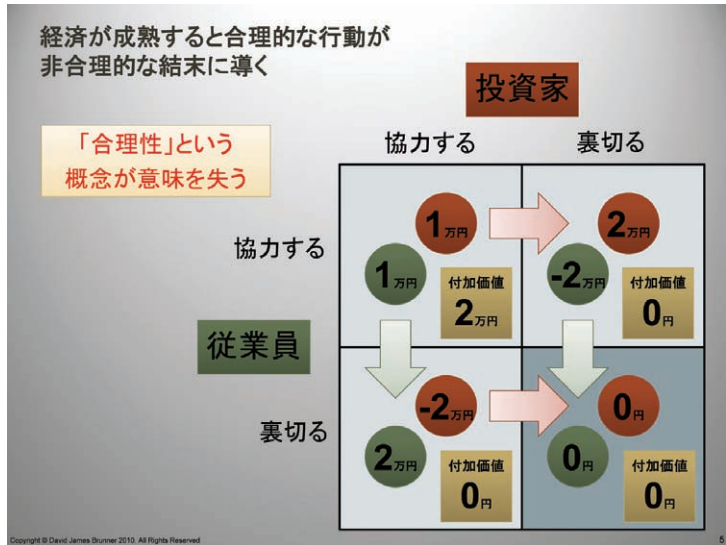 経済が成熟すると合理的な行動が
非合理的な結末に導く
投資家
「合理性」という
概念が意味を失う
協力する
裏切る
協力する
1万円
1万円
付加価値
2万円
2万円
-2万円
付加価値
0円
従業員
裏切る
-2万円
2万円
付加価値
0円
0円
0円
付加価値
0円
Copyright © David James Brunner 2010. All Rights Reserved